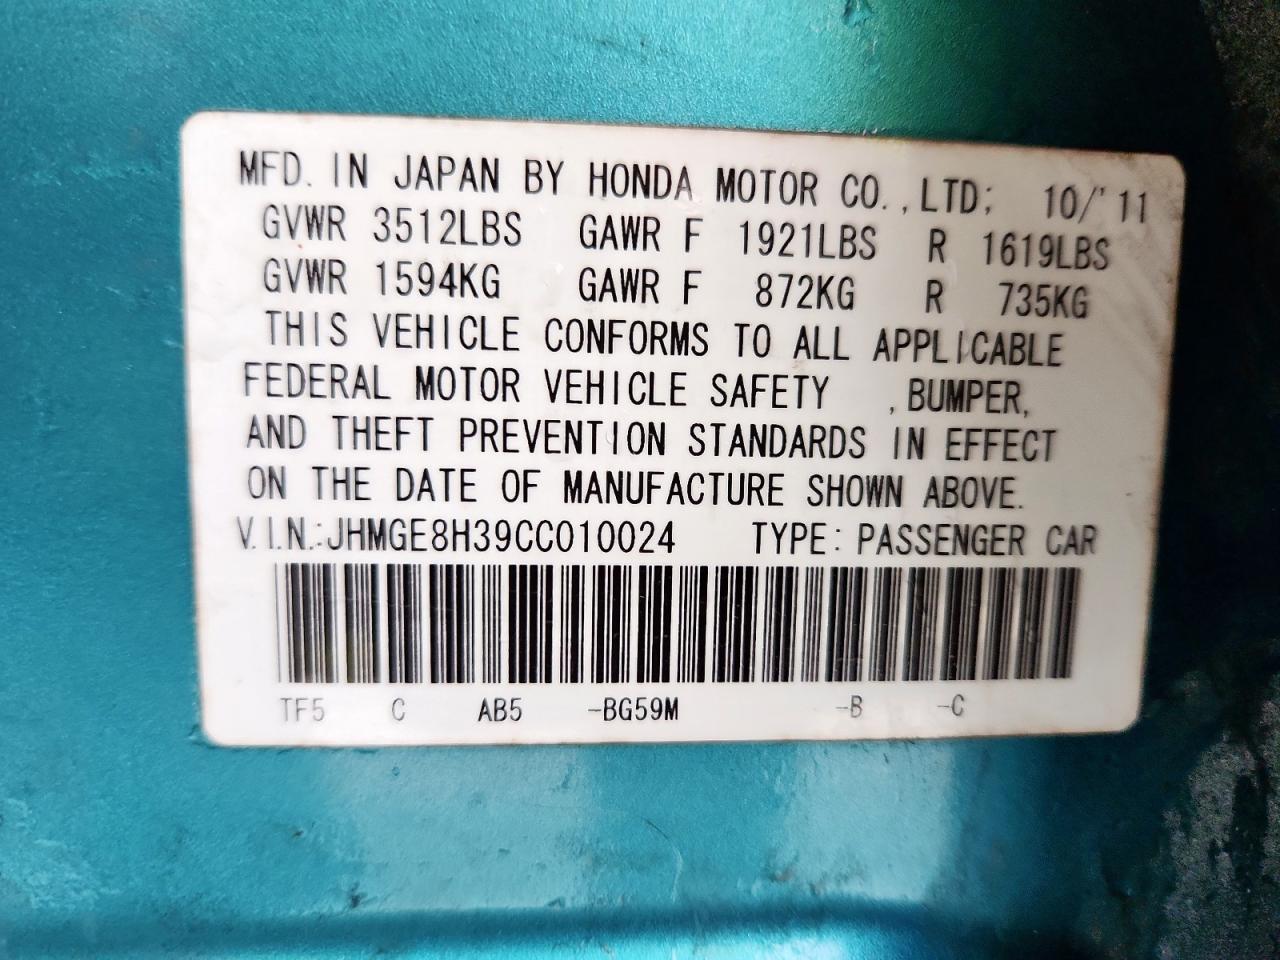 MFD. IN JAPAN BY HONDA MOTOR CO.,LTD; 10/'11
GVWR 3512LBS GAWR F 1921LBS R 1619LBS
GVWR 1594KG GAWR F 872KG R 735KG
THIS VEHICLE CONFORMS TO ALL APPLICABLE
FEDERAL MOTOR VEHICLE SAFETY ,BUMPER,
AND THEFT PREVENTION STANDARDS IN EFFECT
ON THE DATE OF MANUFACTURE SHOWN ABOVE.
V.I.N.:JHMGE8H39CC010024 TYPE: PASSENGER CAR
TF5 C AB5 -BG59M -B -C